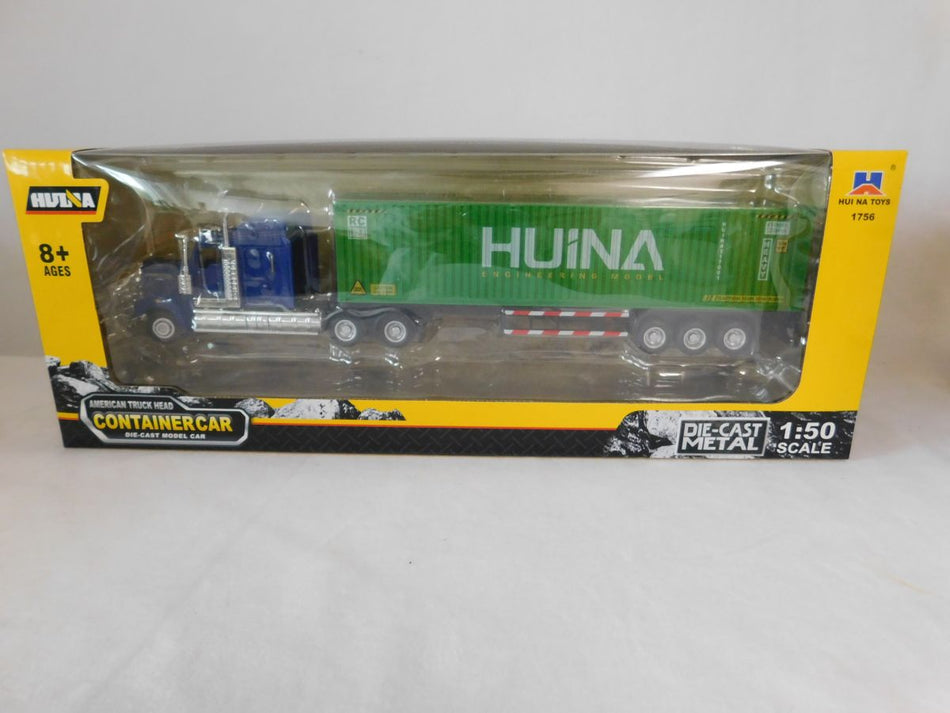 HUINA
8+
AGES
HUI NA TOYS
1756
®
RC
HUINA
ENGINEERING MODEL
AMERICAN TRUCK HEAD
CONTAINERCAR
DIE-CAST MODEL CAR
DIE-CAST
METAL
1:50
SCALE